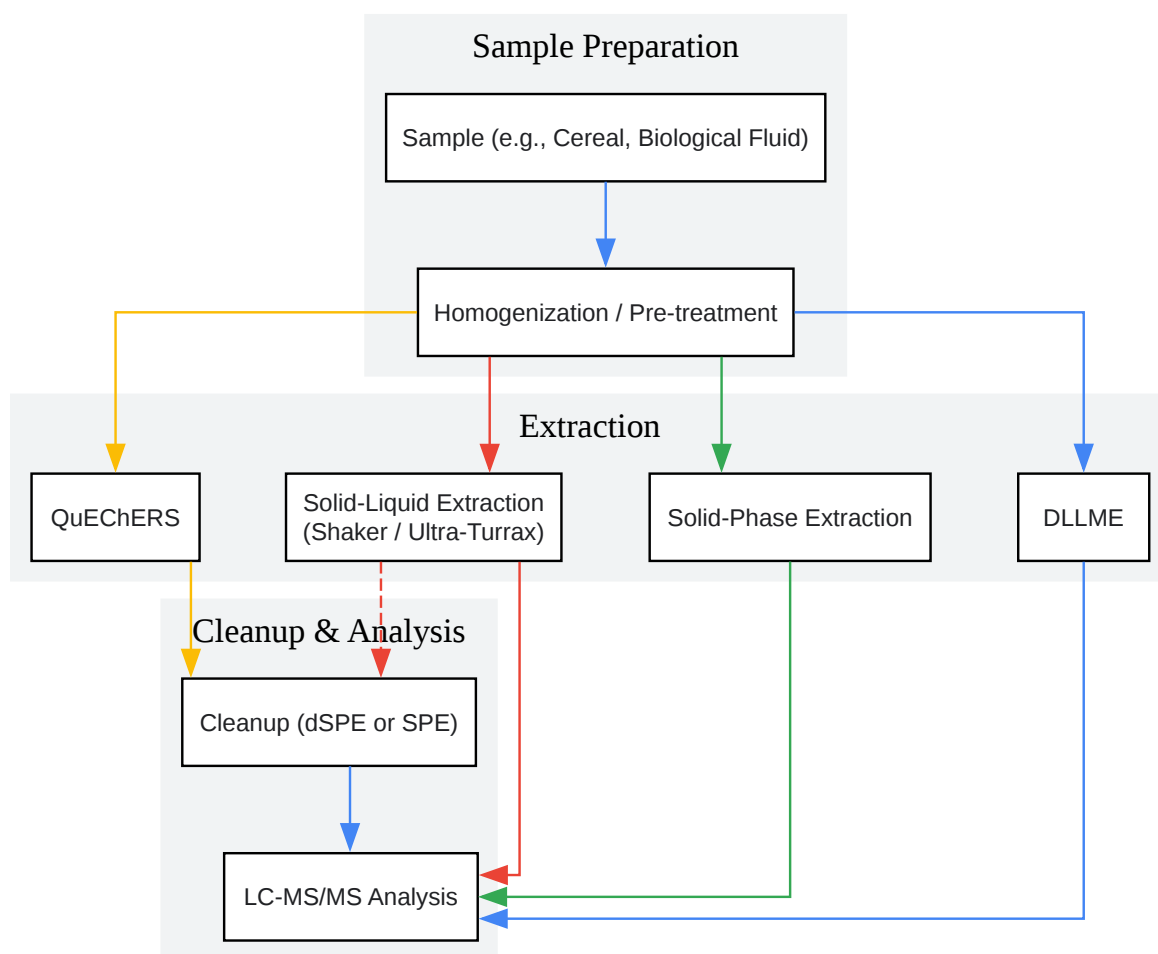 Sample Preparation
Sample (e.g., Cereal, Biological Fluid)
Homogenization / Pre-treatment
Extraction
QuEChERS
Solid-Liquid Extraction
(Shaker / Ultra-Turrax)
Solid-Phase Extraction
DLLME
Cleanup & Analysis
Cleanup (dSPE or SPE)
LC-MS/MS Analysis